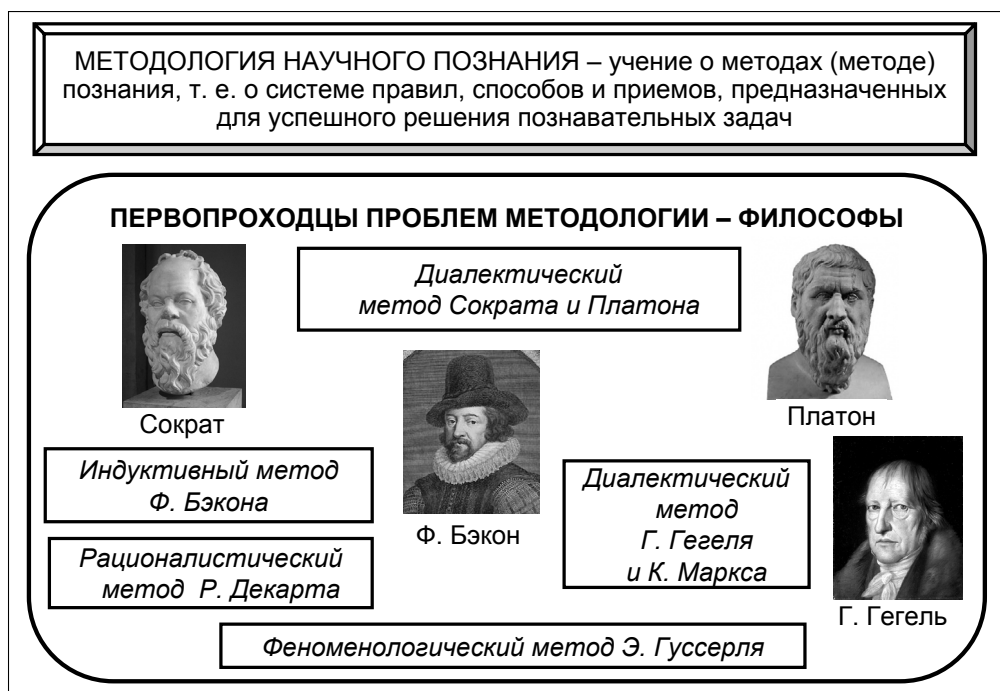 МЕТОДОЛОГИЯ НАУЧНОГО ПОЗНАНИЯ – учение о методах (методе)
познания, т. е. о системе правил, способов и приемов, предназначенных
для успешного решения познавательных задач
ПЕРВОПРОХОДЦЫ ПРОБЛЕМ МЕТОДОЛОГИИ – ФИЛОСОФЫ
Диалектический
метод Сократа и Платона
Сократ
Платон
Индуктивный метод
Ф. Бэкона
Ф. Бэкон
Диалектический
метод
Г. Гегеля
и К. Маркса
Рационалистический
метод Р. Декарта
Г. Гегель
Феноменологический метод Э. Гуссерля